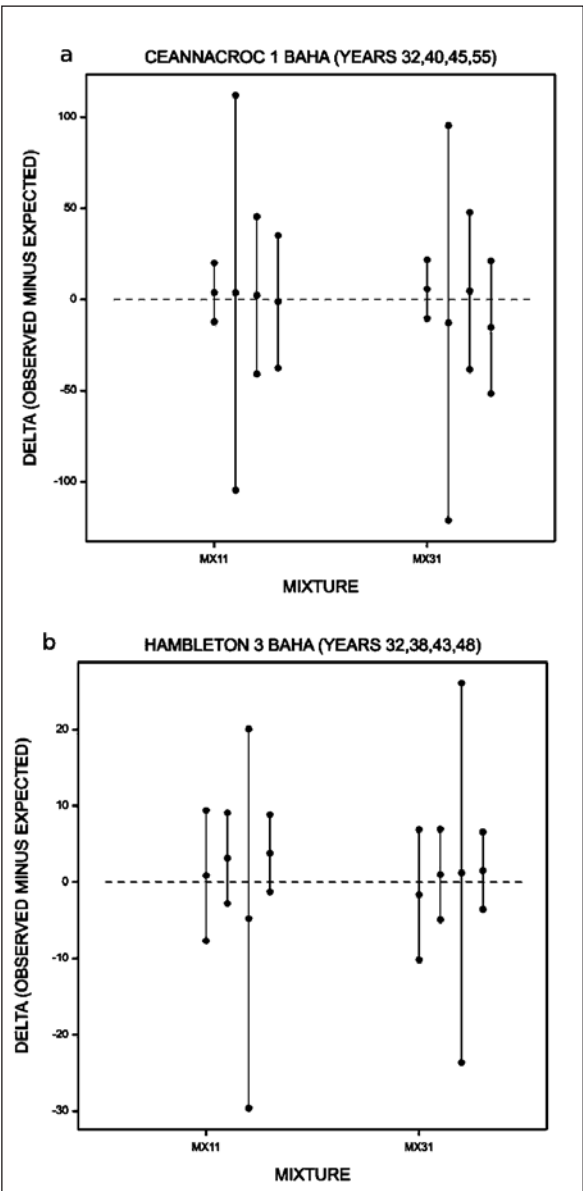 a
CEANNACROC 1 BAHA (YEARS 32,40,45,55)
DELTA (OBSERVED MINUS EXPECTED)
100
50
0
-50
-100
MX11 MX31
MIXTURE
b
HAMBLETON 3 BAHA (YEARS 32,38,43,48)
DELTA (OBSERVED MINUS EXPECTED)
20
10
0
-10
-20
-30
MX11 MX31
MIXTURE